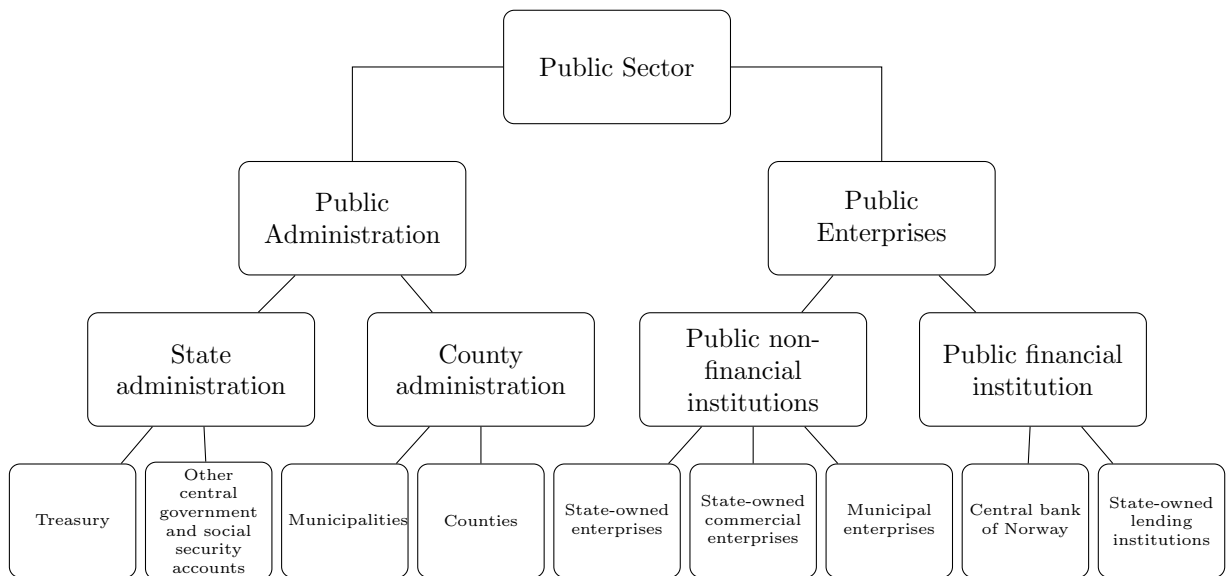 Public Sector
Public
Administration
Public
Enterprises
State
administration
County
administration
Public non-
financial
institutions
Public financial
institution
Treasury
Other
central
government
and social
security
accounts
Municipalities
Counties
State-owned
enterprises
State-owned
commercial
enterprises
Municipal
enterprises
Central bank
of Norway
State-owned
lending
institutions